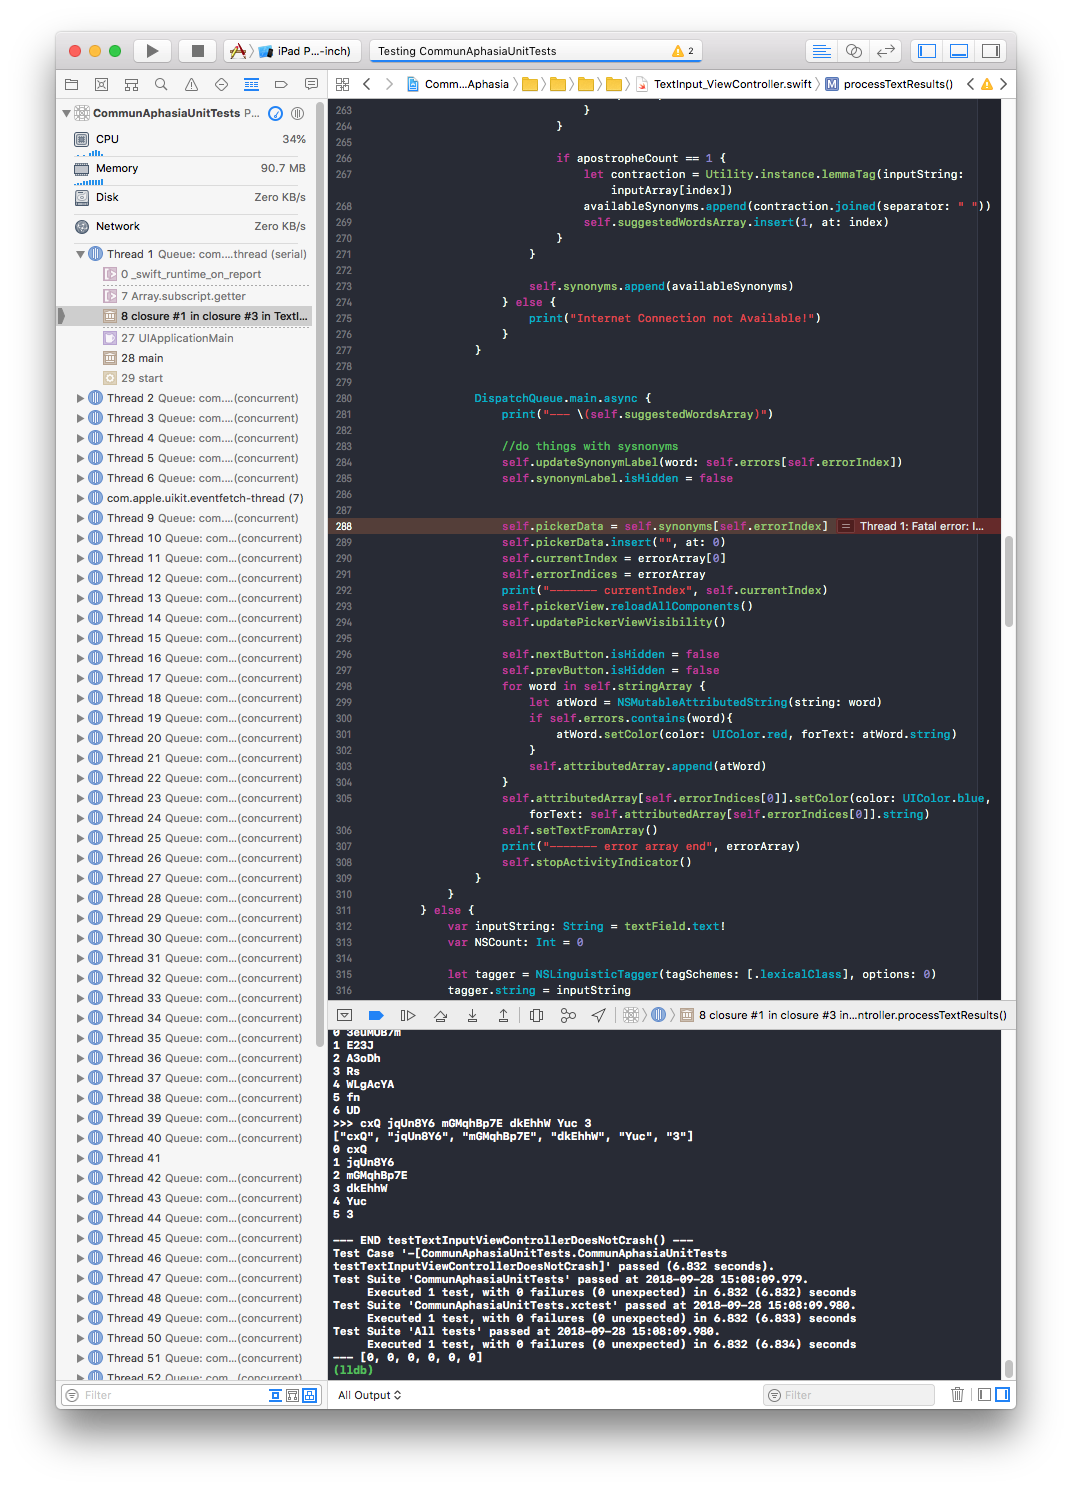 iPad P...-inch)
Testing CommunAphasiaUnitTests
2
Comm...Aphasia
TextInput_ViewController.swift
M processTextResults()
CommunAphasiaUnitTests P...
CPU 34%
Memory 90.7 MB
Disk Zero KB/s
Network Zero KB/s
Thread 1 Queue: com....thread (serial)
0 _swift_runtime_on_report
7 Array.subscript.getter
8 closure #1 in closure #3 in TextI...
27 UIApplicationMain
28 main
29 start
Thread 2 Queue: com....(concurrent)
Thread 3 Queue: com....(concurrent)
Thread 4 Queue: com....(concurrent)
Thread 5 Queue: com....(concurrent)
Thread 6 Queue: com....(concurrent)
com.apple.uikit.eventfetch-thread (7)
Thread 9 Queue: com....(concurrent)
Thread 10 Queue: com...(concurrent)
Thread 11 Queue: com...(concurrent)
Thread 12 Queue: com...(concurrent)
Thread 13 Queue: com...(concurrent)
Thread 14 Queue: com...(concurrent)
Thread 15 Queue: com...(concurrent)
Thread 16 Queue: com...(concurrent)
Thread 17 Queue: com...(concurrent)
Thread 18 Queue: com...(concurrent)
Thread 19 Queue: com...(concurrent)
Thread 20 Queue: com...(concurrent)
Thread 21 Queue: com...(concurrent)
Thread 22 Queue: com...(concurrent)
Thread 23 Queue: com...(concurrent)
Thread 24 Queue: com...(concurrent)
Thread 25 Queue: com...(concurrent)
Thread 26 Queue: com...(concurrent)
Thread 27 Queue: com...(concurrent)
Thread 28 Queue: com...(concurrent)
Thread 29 Queue: com...(concurrent)
Thread 30 Queue: com...(concurrent)
Thread 31 Queue: com...(concurrent)
Thread 32 Queue: com...(concurrent)
Thread 33 Queue: com...(concurrent)
Thread 34 Queue: com...(concurrent)
Thread 35 Queue: com...(concurrent)
Thread 36 Queue: com...(concurrent)
Thread 37 Queue: com...(concurrent)
Thread 38 Queue: com...(concurrent)
Thread 39 Queue: com...(concurrent)
Thread 40 Queue: com...(concurrent)
Thread 41
Thread 42 Queue: com...(concurrent)
Thread 43 Queue: com...(concurrent)
Thread 44 Queue: com...(concurrent)
Thread 45 Queue: com...(concurrent)
Thread 46 Queue: com...(concurrent)
Thread 47 Queue: com...(concurrent)
Thread 48 Queue: com...(concurrent)
Thread 49 Queue: com...(concurrent)
Thread 50 Queue: com...(concurrent)
Thread 51 Queue: com...(concurrent)
Thread 52 Queue: com...(concurrent)
Filter
263 }
264 }
265
266 if apostropheCount == 1 {
267 let contraction = Utility.instance.lemmaTag(inputString:
inputArray[index])
268 availableSynonyms.append(contraction.joined(separator: " "))
269 self.suggestedWordsArray.insert(1, at: index)
270 }
271 }
272
273 self.synonyms.append(availableSynonyms)
274 } else {
275 print("Internet Connection not Available!")
276 }
277 }
278
279
280 DispatchQueue.main.async {
281 print("--- \(self.suggestedWordsArray)")
282
283 //do things with sysnonyms
284 self.updateSynonymLabel(word: self.errors[self.errorIndex])
285 self.synonymLabel.isHidden = false
286
287
288 self.pickerData = self.synonyms[self.errorIndex] = Thread 1: Fatal error: I...
289 self.pickerData.insert("", at: 0)
290 self.currentIndex = errorArray[0]
291 self.errorIndices = errorArray
292 print("------- currentIndex", self.currentIndex)
293 self.pickerView.reloadAllComponents()
294 self.updatePickerViewVisibility()
295
296 self.nextButton.isHidden = false
297 self.prevButton.isHidden = false
298 for word in self.stringArray {
299 let atWord = NSMutableAttributedString(string: word)
300 if self.errors.contains(word){
301 atWord.setColor(color: UIColor.red, forText: atWord.string)
302 }
303 self.attributedArray.append(atWord)
304 }
305 self.attributedArray[self.errorIndices[0]].setColor(color: UIColor.blue,
forText: self.attributedArray[self.errorIndices[0]].string)
306 self.setTextFromArray()
307 print("------- error array end", errorArray)
308 self.stopActivityIndicator()
309 }
310 }
311 } else {
312 var inputString: String = textField.text!
313 var NSCount: Int = 0
314
315 let tagger = NSLinguisticTagger(tagSchemes: [.lexicalClass], options: 0)
316 tagger.string = inputString
8 closure #1 in closure #3 in...ntroller.processTextResults()
0 3euMUB7m
1 E23J
2 A3oDh
3 Rs
4 WLgAcYA
5 fn
6 UD
>>> cxQ jqUn8Y6 mGMqhBp7E dkEhhW Yuc 3
["cxQ", "jqUn8Y6", "mGMqhBp7E", "dkEhhW", "Yuc", "3"]
0 cxQ
1 jqUn8Y6
2 mGMqhBp7E
3 dkEhhW
4 Yuc
5 3
--- END testTextInputViewControllerDoesNotCrash() ---
Test Case '-[CommunAphasiaUnitTests.CommunAphasiaUnitTests
testTextInputViewControllerDoesNotCrash]' passed (6.832 seconds).
Test Suite 'CommunAphasiaUnitTests' passed at 2018-09-28 15:08:09.979.
Executed 1 test, with 0 failures (0 unexpected) in 6.832 (6.832) seconds
Test Suite 'CommunAphasiaUnitTests.xctest' passed at 2018-09-28 15:08:09.980.
Executed 1 test, with 0 failures (0 unexpected) in 6.832 (6.833) seconds
Test Suite 'All tests' passed at 2018-09-28 15:08:09.980.
Executed 1 test, with 0 failures (0 unexpected) in 6.832 (6.834) seconds
--- [0, 0, 0, 0, 0, 0]
(lldb)
All Output
Filter